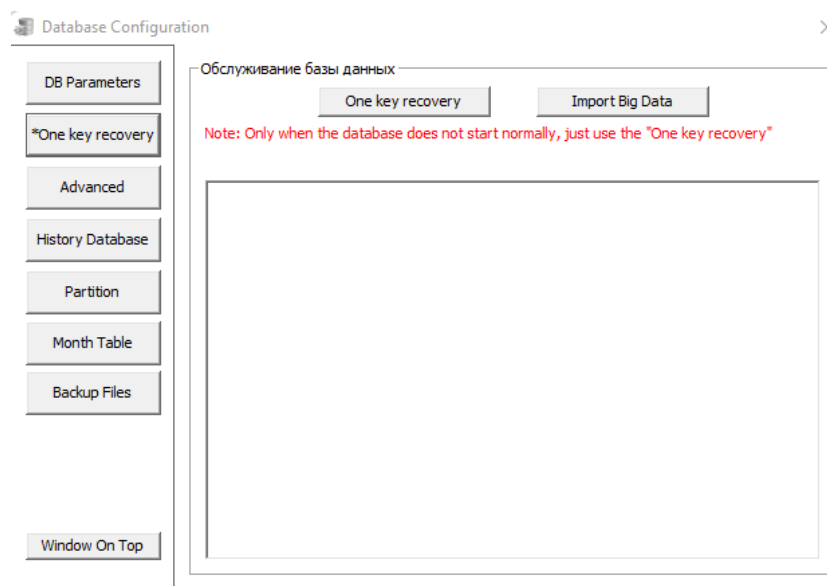 Database Configuration
DB Parameters
*One key recovery
Advanced
History Database
Partition
Month Table
Backup Files
Window On Top
Обслуживание базы данных
One key recovery Import Big Data
Note: Only when the database does not start normally, just use the "One key recovery"